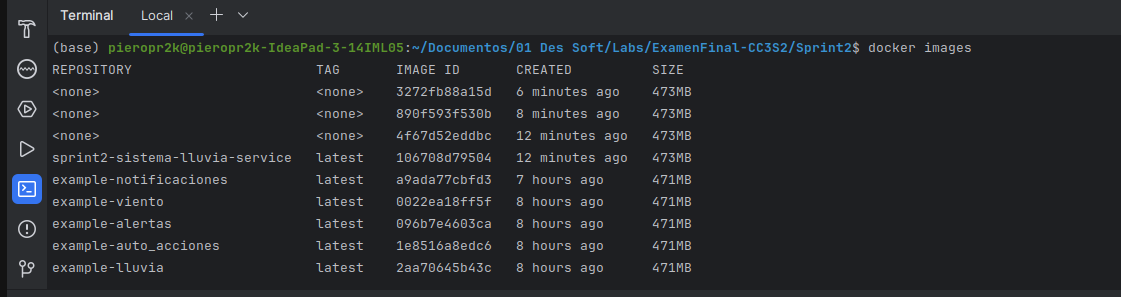 Terminal Local
(base) pieropr2k@pieropr2k-IdeaPad-3-14IML05:~/Documentos/01 Des Soft/Labs/ExamenFinal-CC3S2/Sprint2$ docker images
REPOSITORY TAG IMAGE ID CREATED SIZE
<none> <none> 3272fb88a15d 6 minutes ago 473MB
<none> <none> 890f593f530b 8 minutes ago 473MB
<none> <none> 4f67d52eddbc 12 minutes ago 473MB
sprint2-sistema-lluvia-service latest 106708d79504 12 minutes ago 473MB
example-notificaciones latest a9ada77cbfd3 7 hours ago 471MB
example-viento latest 0022ea18ff5f 8 hours ago 471MB
example-alertas latest 096b7e4603ca 8 hours ago 471MB
example-auto_acciones latest 1e8516a8edc6 8 hours ago 471MB
example-lluvia latest 2aa70645b43c 8 hours ago 471MB